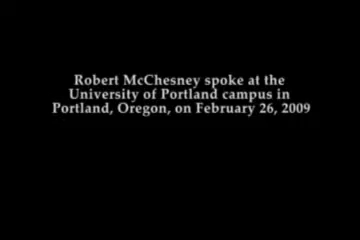 Robert McChesney spoke at the
University of Portland campus in
Portland, Oregon, on February 26, 2009